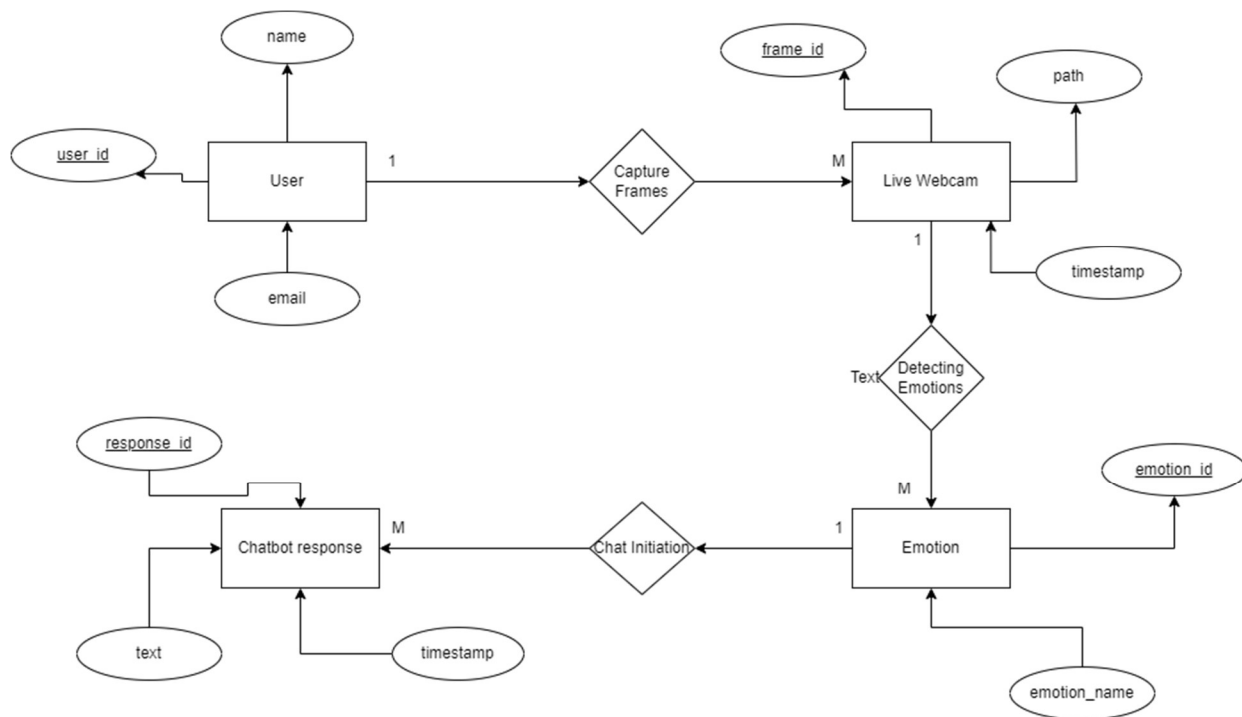 name
frame_id
path
user_id
User
1
Capture
Frames
M
Live Webcam
1
email
timestamp
Text
Detecting
Emotions
response_id
emotion_id
M
Chatbot response
M
Chat Initiation
1
Emotion
text
timestamp
emotion_name